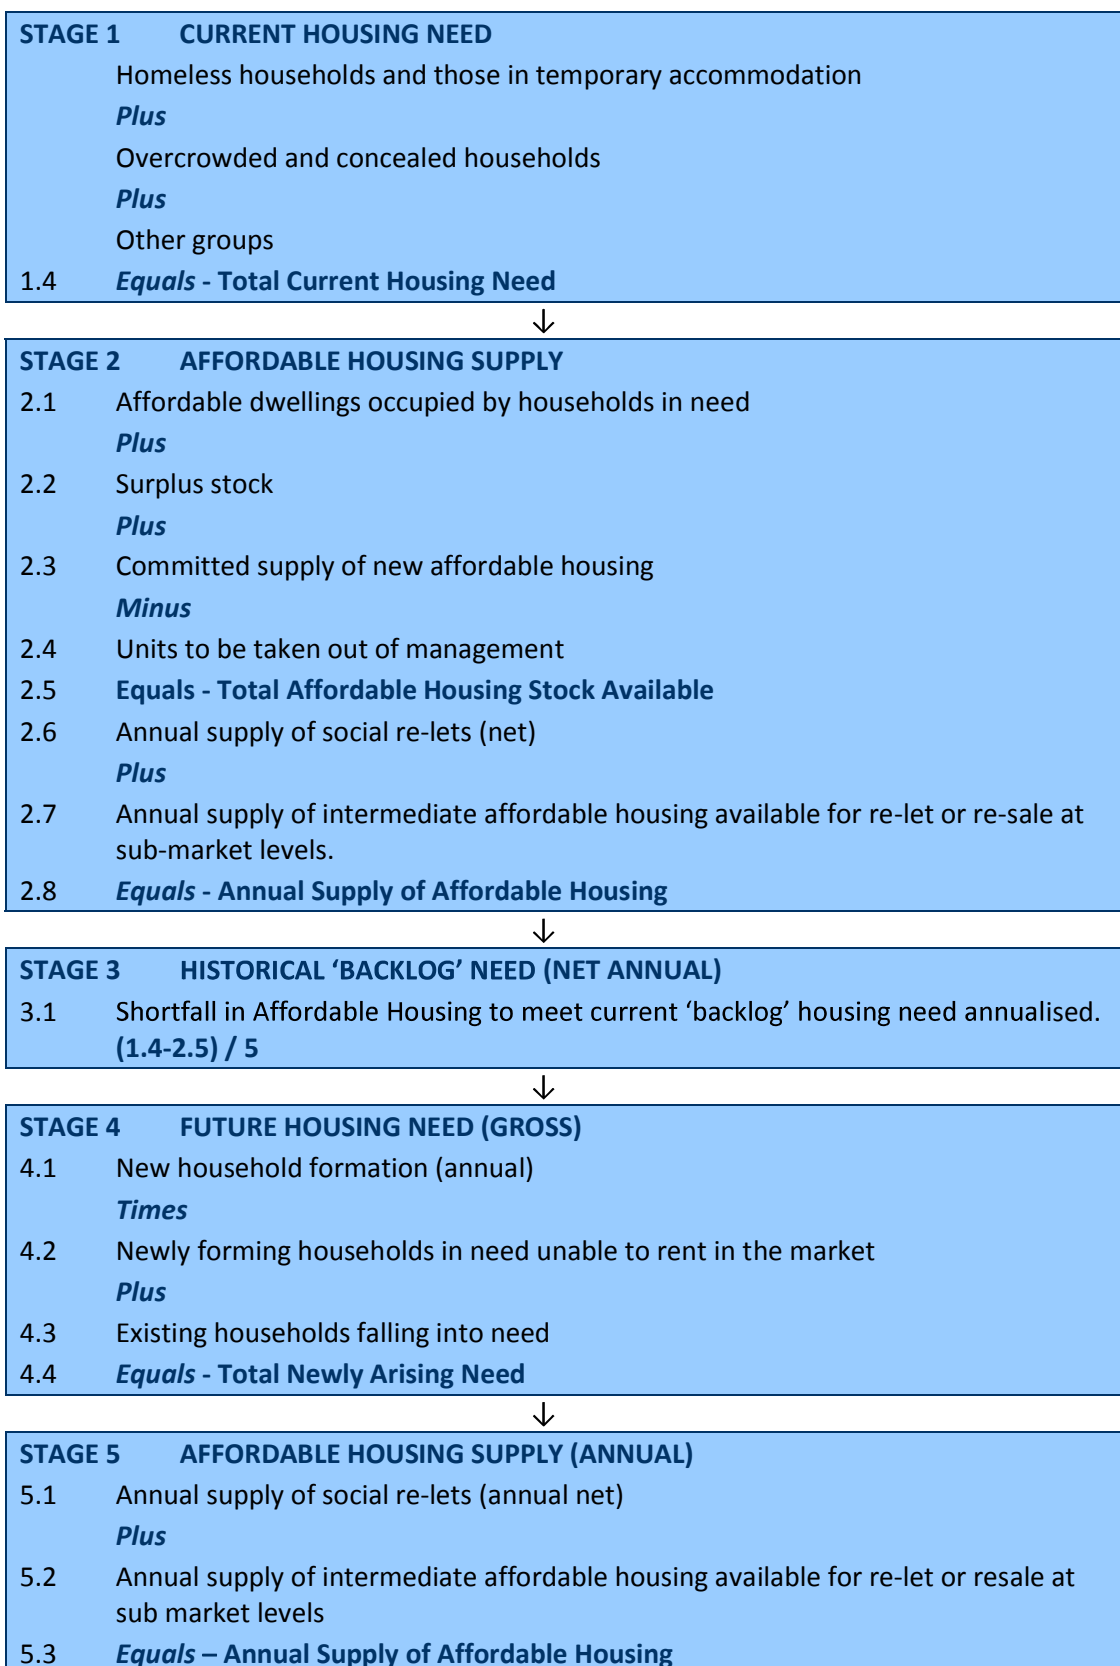 STAGE 1 CURRENT HOUSING NEED
Homeless households and those in temporary accommodation
Plus
Overcrowded and concealed households
Plus
Other groups
1.4 Equals - Total Current Housing Need
↓
STAGE 2 AFFORDABLE HOUSING SUPPLY
2.1 Affordable dwellings occupied by households in need
Plus
2.2 Surplus stock
Plus
2.3 Committed supply of new affordable housing
Minus
2.4 Units to be taken out of management
2.5 Equals - Total Affordable Housing Stock Available
2.6 Annual supply of social re-lets (net)
Plus
2.7 Annual supply of intermediate affordable housing available for re-let or re-sale at
sub-market levels.
2.8 Equals - Annual Supply of Affordable Housing
↓
STAGE 3 HISTORICAL ‘BACKLOG’ NEED (NET ANNUAL)
3.1 Shortfall in Affordable Housing to meet current ‘backlog’ housing need annualised.
(1.4-2.5) / 5
↓
STAGE 4 FUTURE HOUSING NEED (GROSS)
4.1 New household formation (annual)
Times
4.2 Newly forming households in need unable to rent in the market
Plus
4.3 Existing households falling into need
4.4 Equals - Total Newly Arising Need
↓
STAGE 5 AFFORDABLE HOUSING SUPPLY (ANNUAL)
5.1 Annual supply of social re-lets (annual net)
Plus
5.2 Annual supply of intermediate affordable housing available for re-let or resale at
sub market levels
5.3 Equals – Annual Supply of Affordable Housing